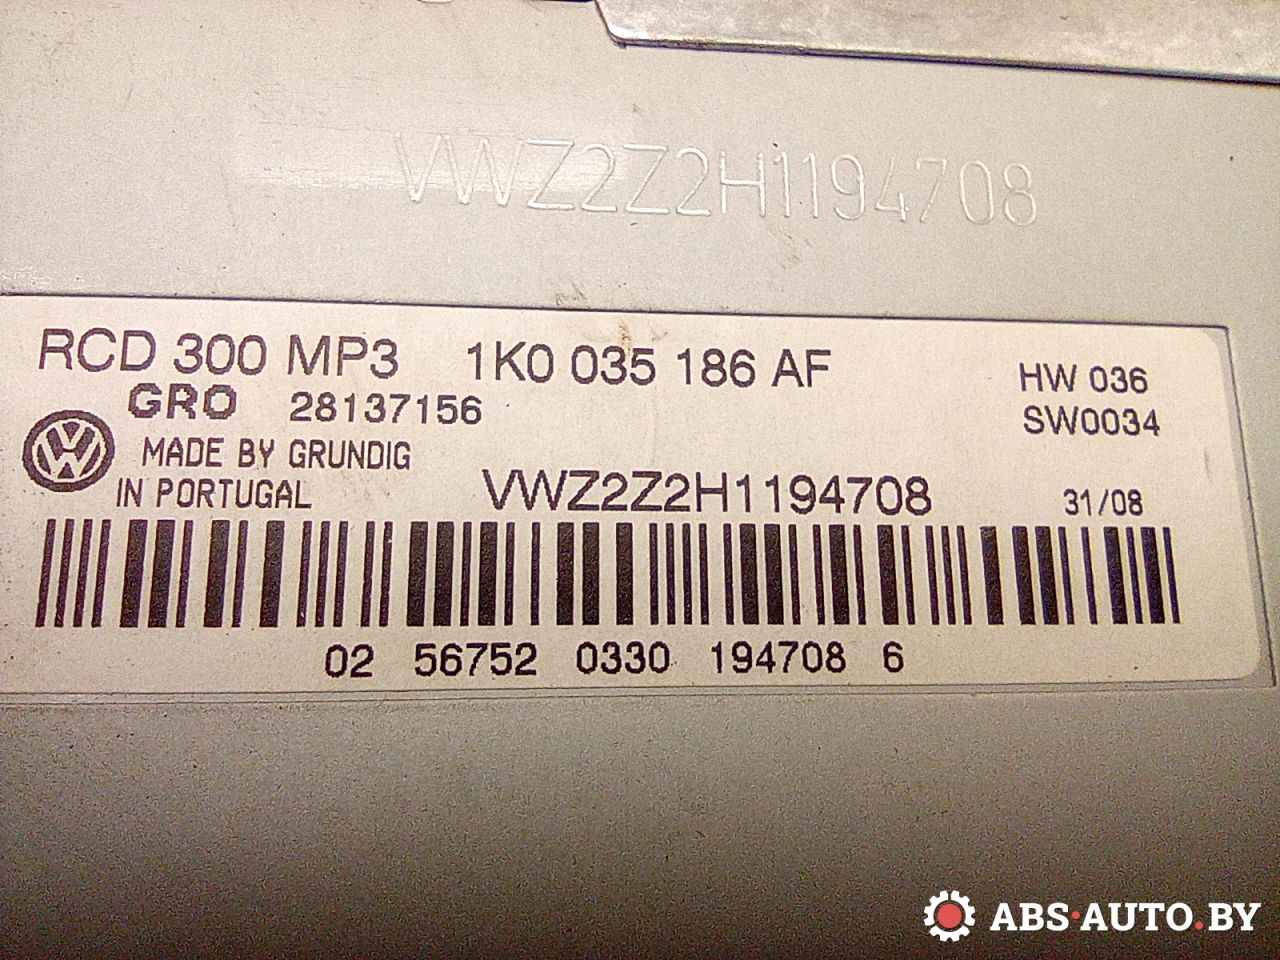 VWZ2Z2H1194708
RCD 300 MP3 1K0 035 186 AF
HW 036
GRO 28137156
SW0034
MADE BY GRUNDIG
IN PORTUGAL
VWZ2Z2H1194708
31/08
02 56752 0330 194708 6
ABS·AUTO.BY